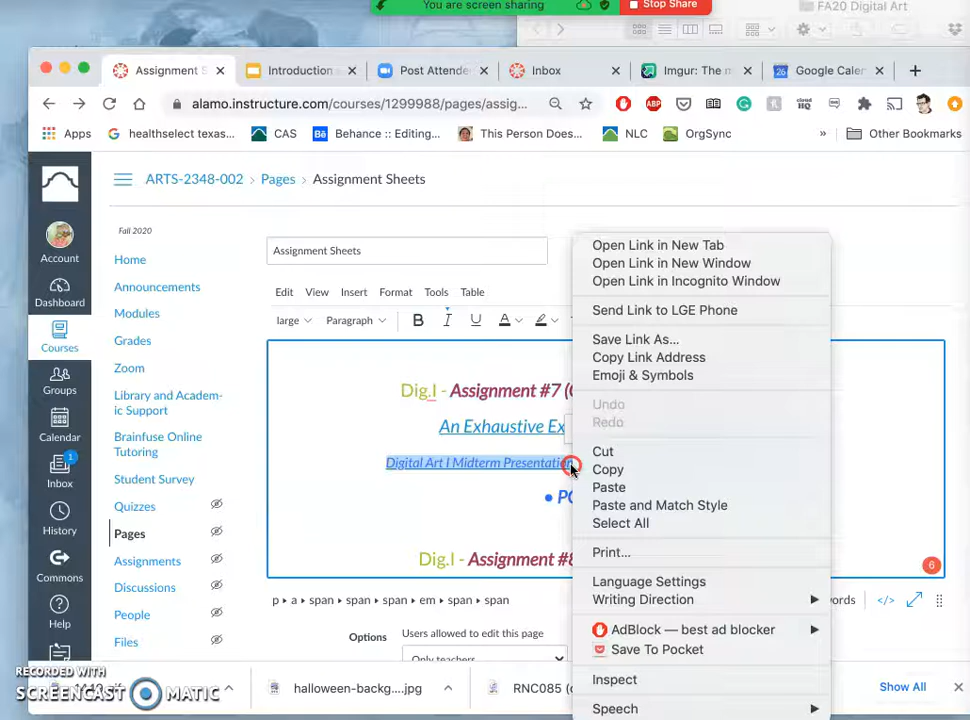 You are screen sharing
Stop Share
FA20 Digital Art
Assignment S
Introduction
Post Attende
Inbox
Imgur: The m
Google Calen
alamo.instructure.com/courses/1299988/pages/assig...
Apps
healthselect texas...
CAS
Behance :: Editing...
This Person Does...
NLC
OrgSync
»
Other Bookmarks
ARTS-2348-002 > Pages > Assignment Sheets
Account
Dashboard
Courses
Groups
Calendar
1
Inbox
History
Commons
Help
Fall 2020
Home
Announcements
Modules
Grades
Zoom
Library and Academ-
ic Support
Brainfuse Online
Tutoring
Student Survey
Quizzes
Pages
Assignments
Discussions
People
Files
Assignment Sheets
Edit View Insert Format Tools Table
large Paragraph B I U A
Dig.I - Assignment #7 (
An Exhaustive Ex
Digital Art I Midterm Presentation
• PO
Dig.I - Assignment #8
6
p ▸ a ▸ span ▸ span ▸ span ▸ em ▸ span ▸ span
words </>
Options
Users allowed to edit this page
Only teachers
Open Link in New Tab
Open Link in New Window
Open Link in Incognito Window
Send Link to LGE Phone
Save Link As...
Copy Link Address
Emoji & Symbols
Undo
Redo
Cut
Copy
Paste
Paste and Match Style
Select All
Print...
Language Settings
Writing Direction
AdBlock — best ad blocker
Save To Pocket
Inspect
Speech
RECORDED WITH
SCREENCAST MATIC
halloween-backg....jpg
RNC085 (
Show All